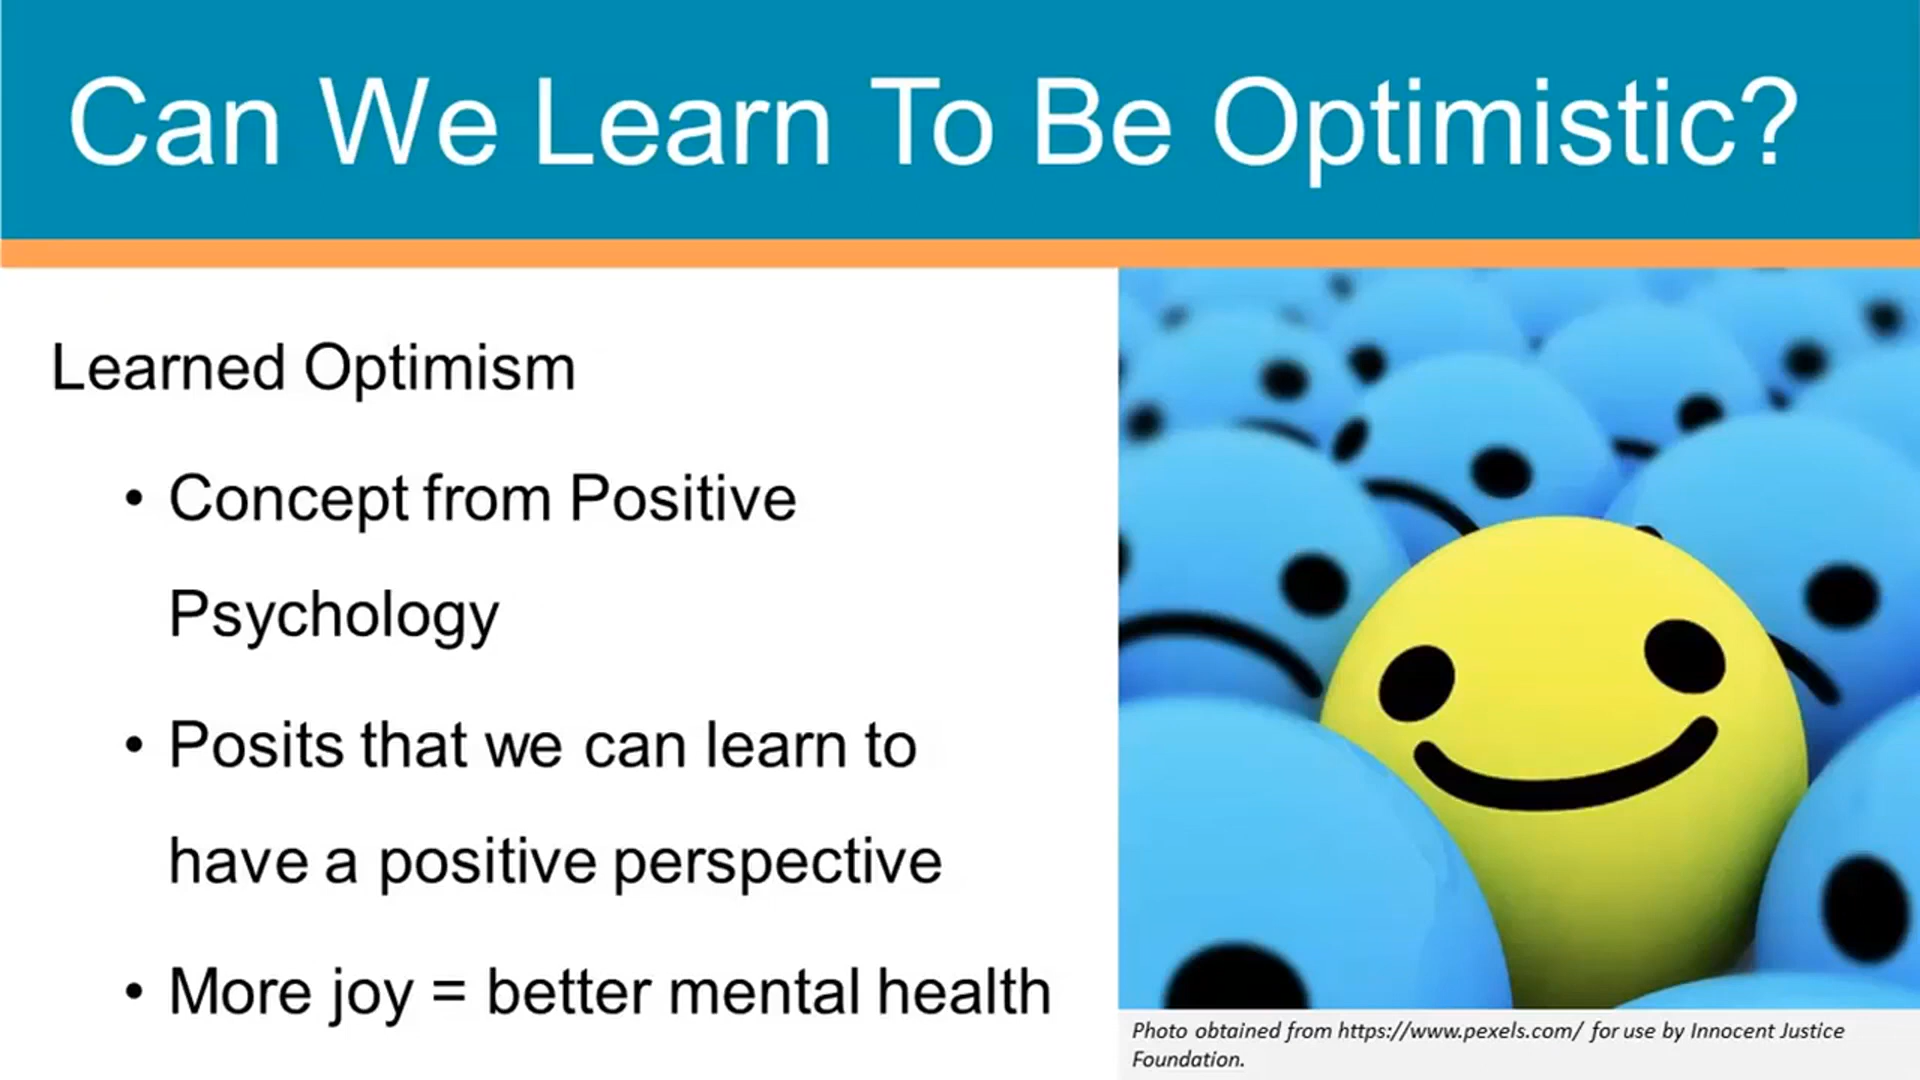 Can We Learn To Be Optimistic?
Learned Optimism
• Concept from Positive
Psychology
• Posits that we can learn to
have a positive perspective
• More joy = better mental health
Photo obtained from https://www.pexels.com/ for use by Innocent Justice
Foundation.